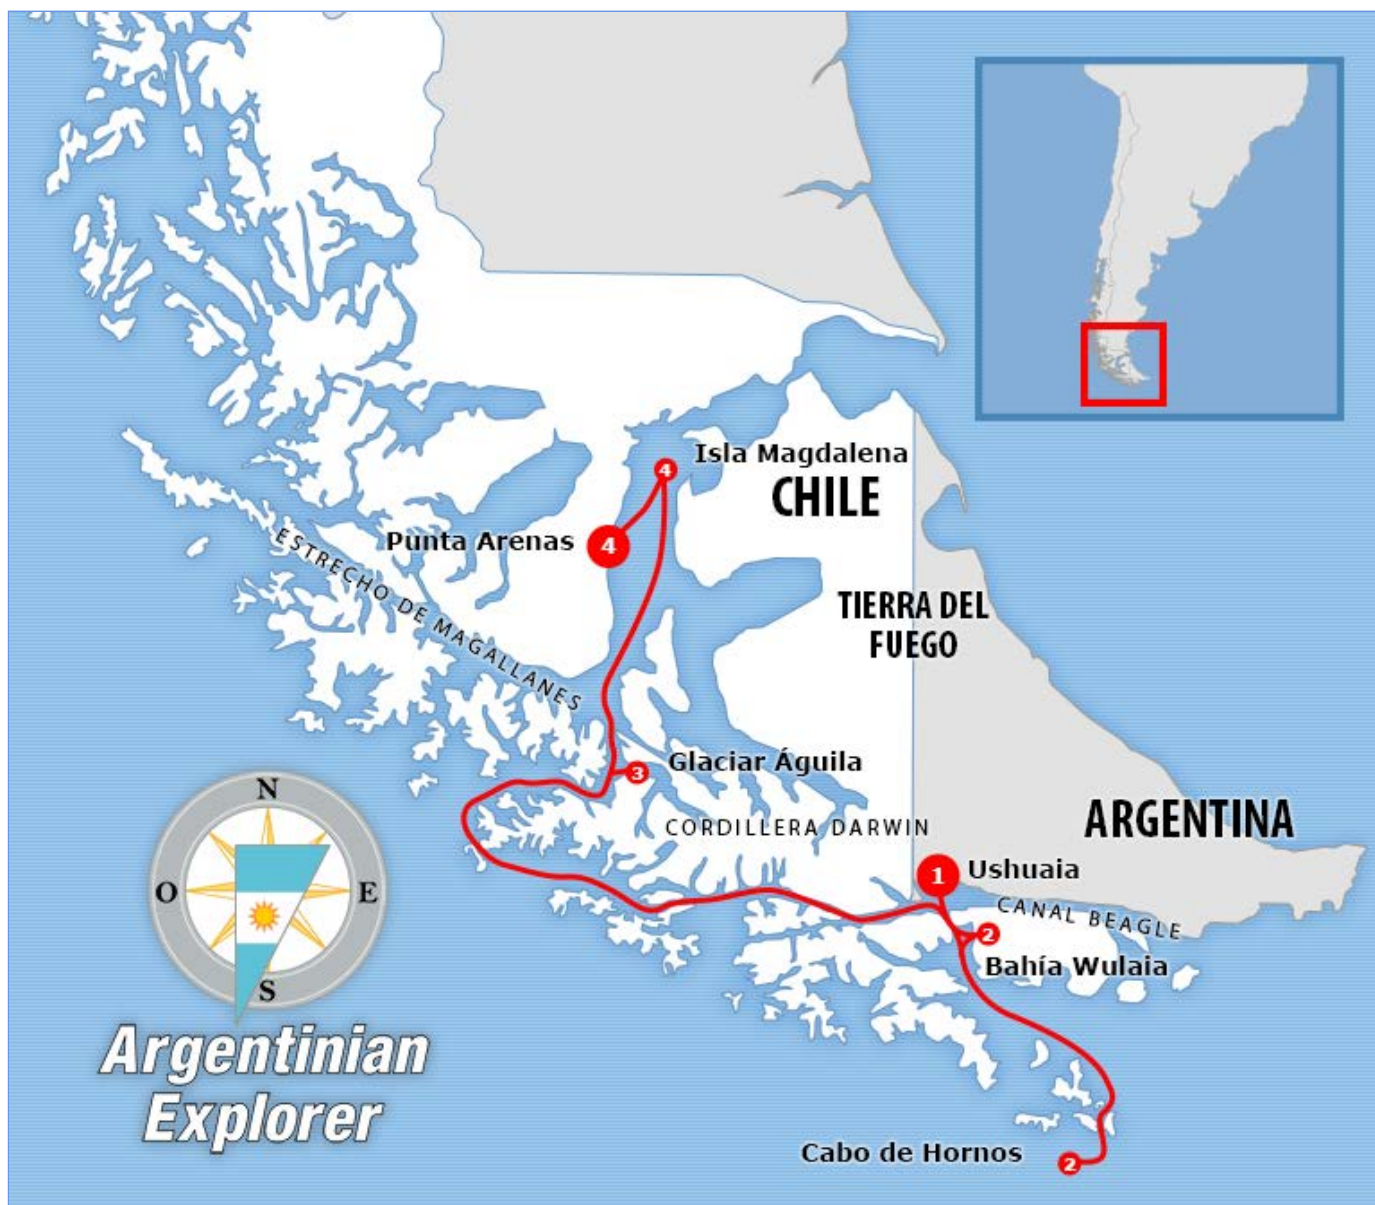 Isla Magdalena
4
CHILE
Punta Arenas
4
ESTRECHO DE MAGALLANES
TIERRA DEL
FUEGO
Glaciar Águila
3
CORDILLERA DARWIN
ARGENTINA
Ushuaia
1
CANAL BEAGLE
2
Bahía Wulaia
Cabo de Hornos
2
N
O
E
S
Argentinian
Explorer